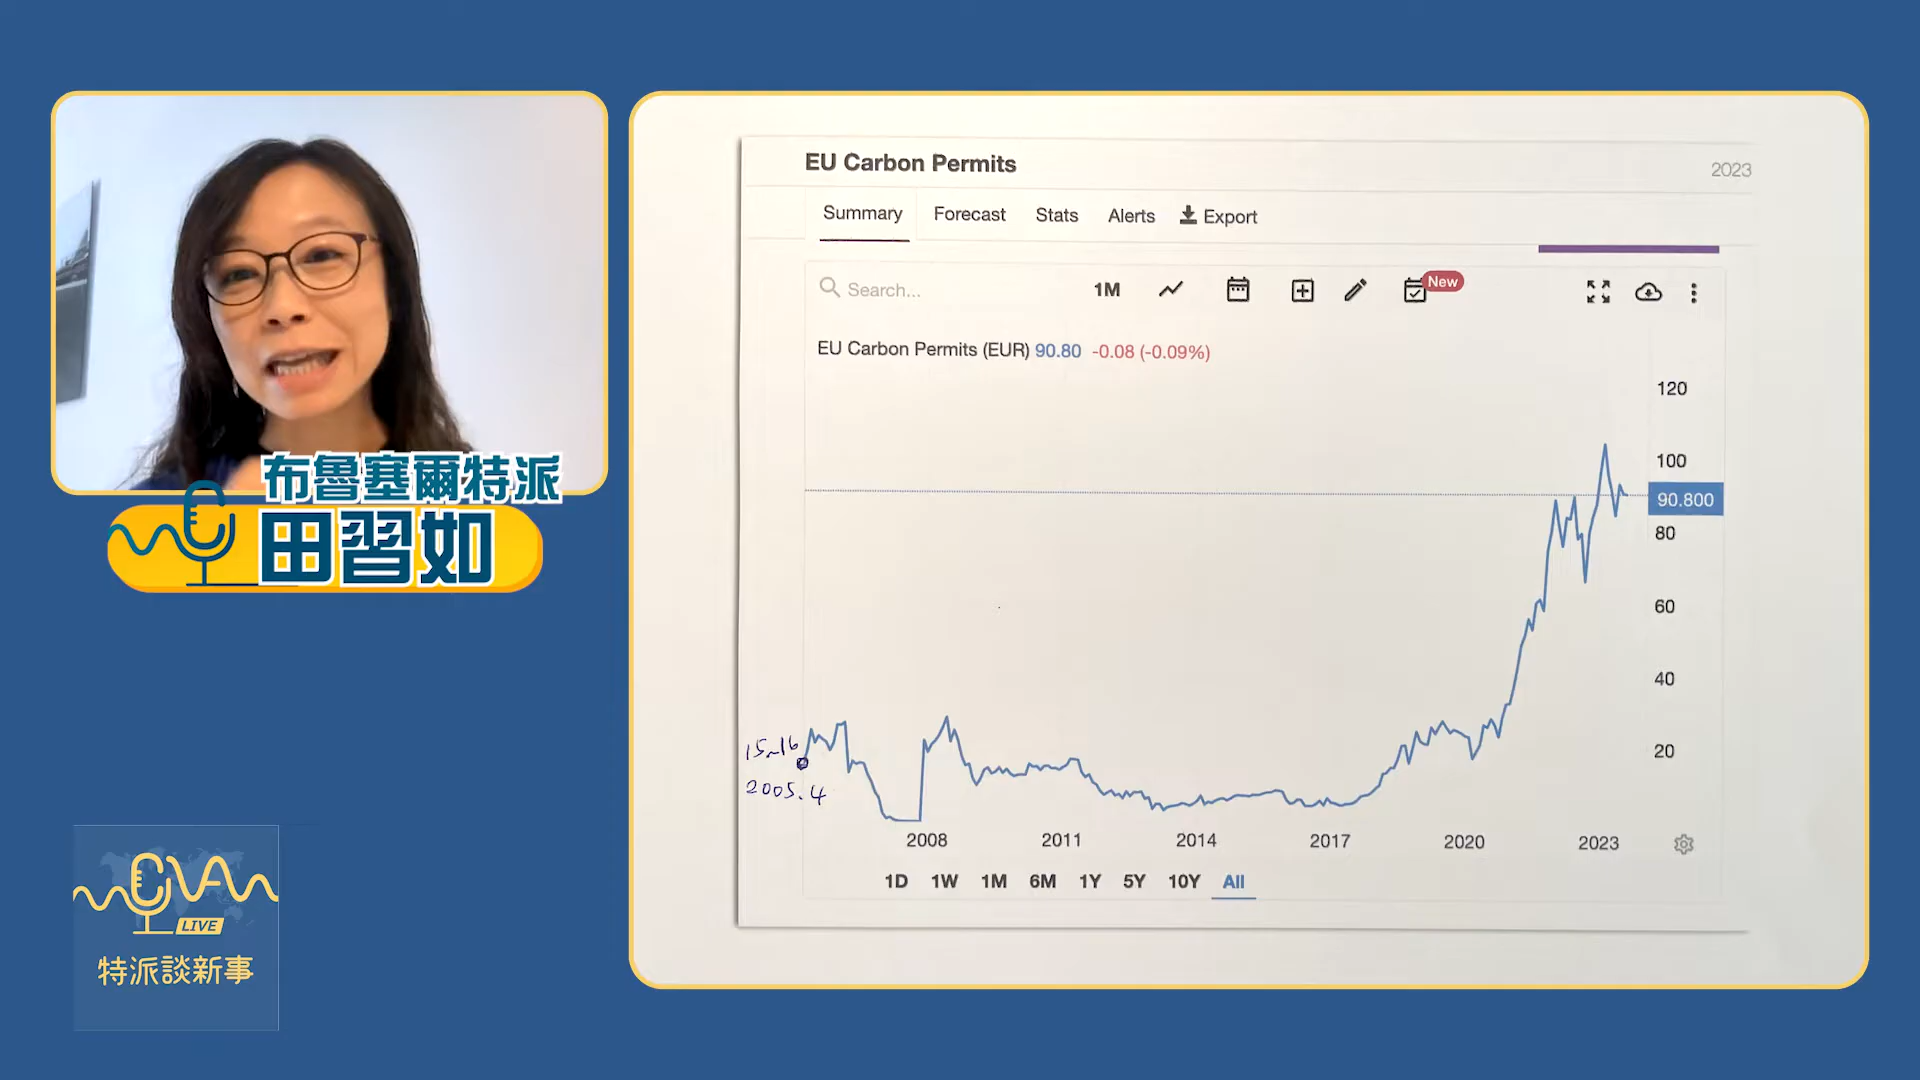 布魯塞爾特派
田習如
CNA
LIVE
特派談新事
EU Carbon Permits
2023
Summary Forecast Stats Alerts Export
Search...
1M
New
EU Carbon Permits (EUR) 90.80 -0.08 (-0.09%)
120
100
90.800
80
60
40
20
15~16
2005.4
2008 2011 2014 2017 2020 2023
1D 1W 1M 6M 1Y 5Y 10Y All